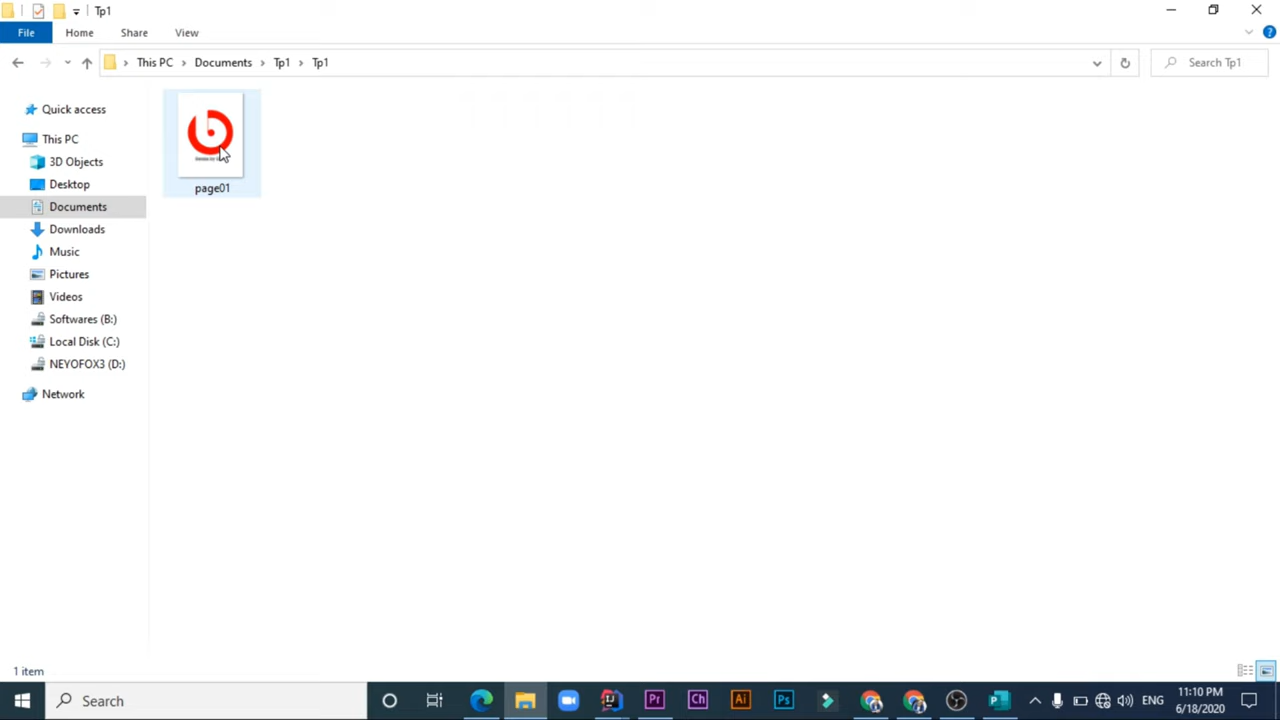 Tp1
File Home Share View
This PC Documents Tp1 Tp1
Search Tp1
Quick access
This PC
3D Objects
Desktop
Documents
Downloads
Music
Pictures
Videos
Softwares (B:)
Local Disk (C:)
NEYOFOX3 (D:)
Network
b
page01
1 item
Search
Pr
Ch
Ai
Ps
P
ENG
11:10 PM
6/18/2020